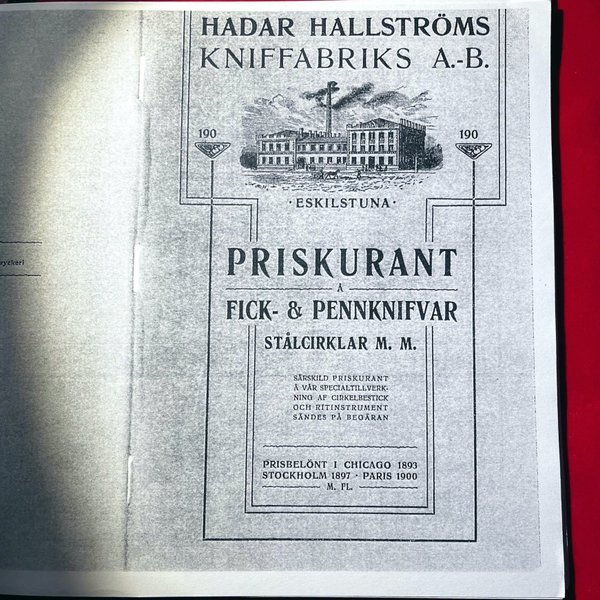 HADAR HALLSTRÖMS
KNIFFABRIKS A.-B.
190 190
· ESKILSTUNA ·
PRISKURANT
Å
FICK- & PENNKNIFVAR
STÅLCIRKLAR M. M.
SÄRSKILD PRISKURANT
Å VÅR SPECIALTILLVERK-
NING AF CIRKELBESTICK
OCH RITINSTRUMENT
SÄNDES PÅ BEGÄRAN
PRISBELÖNT I CHICAGO 1893
STOCKHOLM 1897 · PARIS 1900
M. FL.